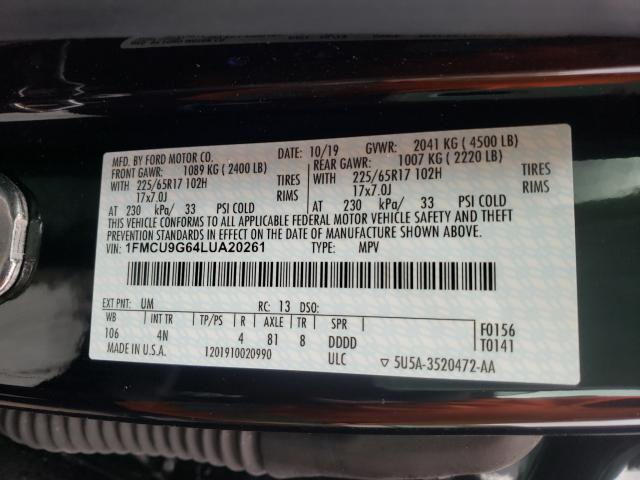 MFD. BY FORD MOTOR CO. DATE: 10/19 GVWR: 2041 KG ( 4500 LB)
FRONT GAWR: 1089 KG ( 2400 LB) REAR GAWR: 1007 KG ( 2220 LB)
WITH 225/65R17 102H TIRES WITH 225/65R17 102H TIRES
17x7.0J RIMS 17x7.0J RIMS
AT 230 kPa/ 33 PSI COLD AT 230 kPa/ 33 PSI COLD
THIS VEHICLE CONFORMS TO ALL APPLICABLE FEDERAL MOTOR VEHICLE SAFETY AND THEFT
PREVENTION STANDARDS IN EFFECT ON THE DATE OF MANUFACTURE SHOWN ABOVE.
VIN: 1FMCU9G64LUA20261 TYPE: MPV
EXT PNT: UM RC: 13 DSO:
WB INT TR TP/PS R AXLE TR SPR F0156
106 4N 4 81 8 DDDD T0141
MADE IN U.S.A. 1201910020990 ULC ▽ 5U5A-3520472-AA